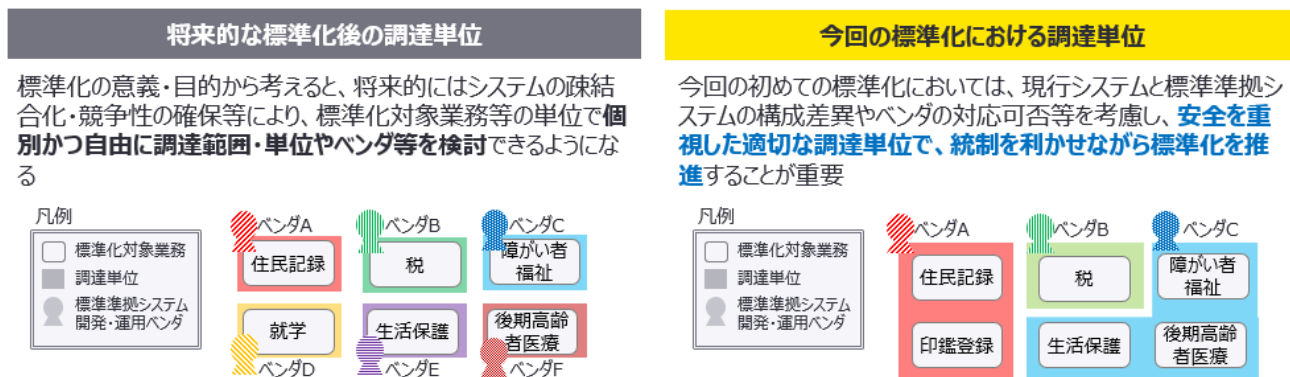 将来的な標準化後の調達単位
標準化の意義・目的から考えると、将来的にはシステムの疎結
合化・競争性の確保等により、標準化対象業務等の単位で個
別かつ自由に調達範囲・単位やベンダ等を検討できるようにな
る
凡例
標準化対象業務
調達単位
標準準拠システム
開発・運用ベンダ
ベンダA
住民記録
ベンダB
税
ベンダC
障がい者
福祉
就学
ベンダD
生活保護
ベンダE
後期高齢
者医療
ベンダF
今回の標準化における調達単位
今回の初めての標準化においては、現行システムと標準準拠シ
ステムの構成差異やベンダの対応可否等を考慮し、安全を重
視した適切な調達単位で、統制を利かせながら標準化を推
進することが重要
凡例
標準化対象業務
調達単位
標準準拠システム
開発・運用ベンダ
ベンダA
住民記録
印鑑登録
ベンダB
税
ベンダC
障がい者
福祉
生活保護
後期高齢
者医療